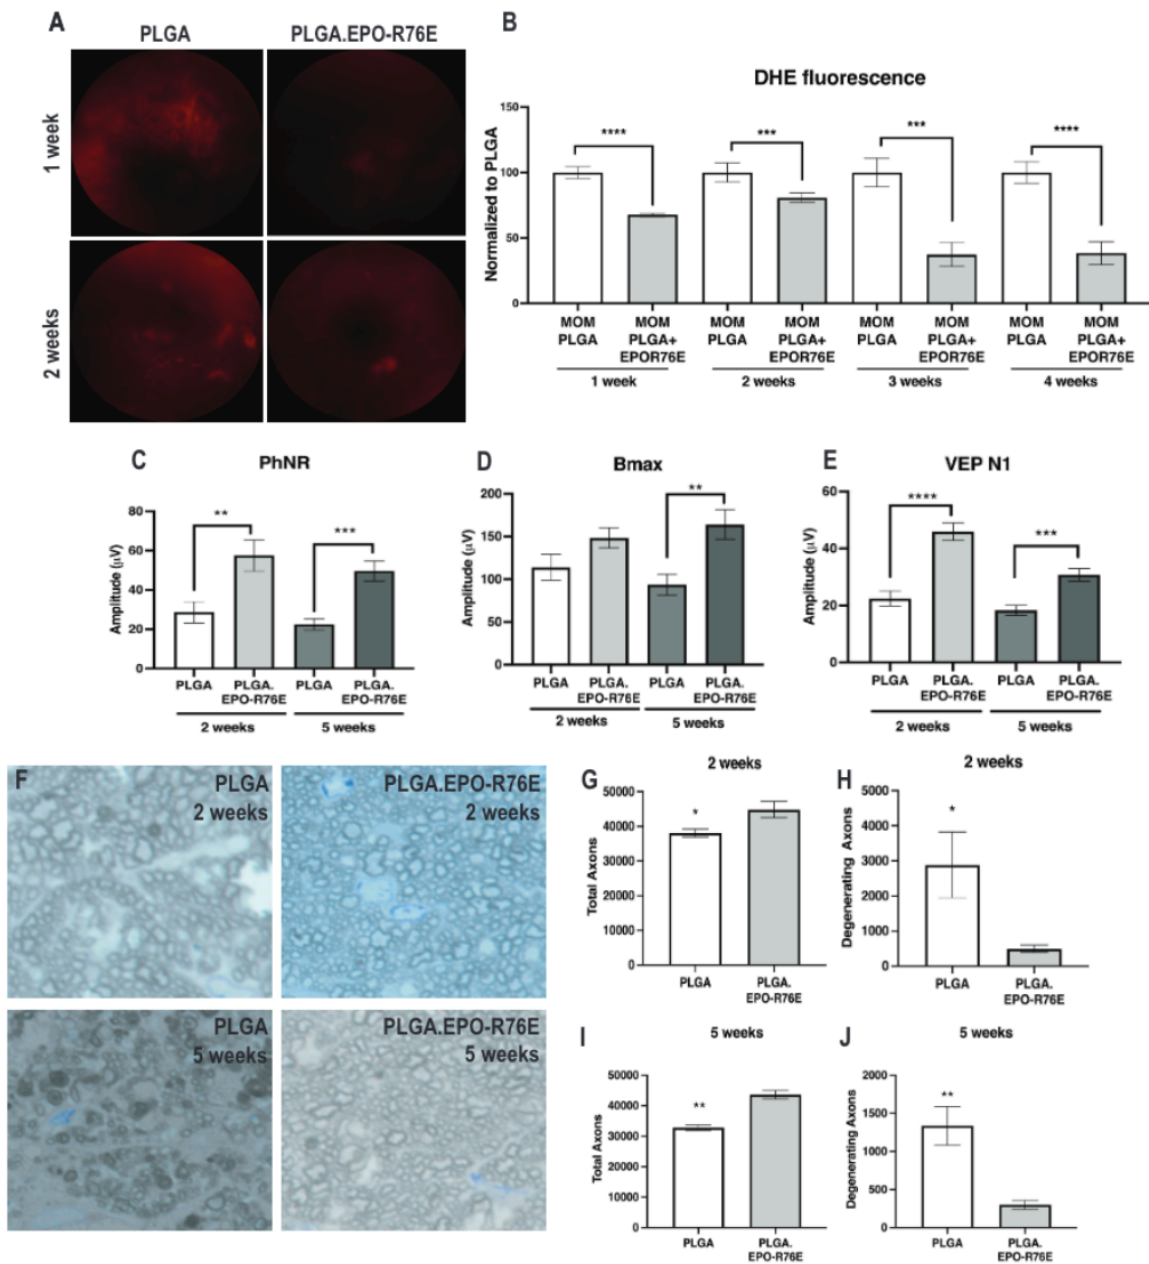 A
PLGA
PLGA.EPO-R76E
1 week
2 weeks
B
DHE fluorescence
Normalized to PLGA
150
100
50
0
****
***
***
****
MOM
PLGA
MOM
PLGA+
EPOR76E
MOM
PLGA
MOM
PLGA+
EPOR76E
MOM
PLGA
MOM
PLGA+
EPOR76E
MOM
PLGA
MOM
PLGA+
EPOR76E
1 week
2 weeks
3 weeks
4 weeks
C
PhNR
Amplitude (μV)
80
60
40
20
0
**
***
PLGA
PLGA.
EPO-R76E
PLGA
PLGA.
EPO-R76E
2 weeks
5 weeks
D
Bmax
Amplitude (μV)
200
150
100
50
0
**
PLGA
PLGA.
EPO-R76E
PLGA
PLGA.
EPO-R76E
2 weeks
5 weeks
E
VEP N1
Amplitude (μV)
60
40
20
0
****
***
PLGA
PLGA.
EPO-R76E
PLGA
PLGA.
EPO-R76E
2 weeks
5 weeks
F
PLGA
2 weeks
PLGA.EPO-R76E
2 weeks
PLGA
5 weeks
PLGA.EPO-R76E
5 weeks
G
2 weeks
Total Axons
50000
40000
30000
20000
10000
0
*
PLGA
PLGA.
EPO-R76E
H
2 weeks
Degenerating Axons
5000
4000
3000
2000
1000
0
*
PLGA
PLGA.
EPO-R76E
I
5 weeks
Total Axons
50000
40000
30000
20000
10000
0
**
PLGA
PLGA.
EPO-R76E
J
5 weeks
Degenerating Axons
2000
1500
1000
500
0
**
PLGA
PLGA.
EPO-R76E